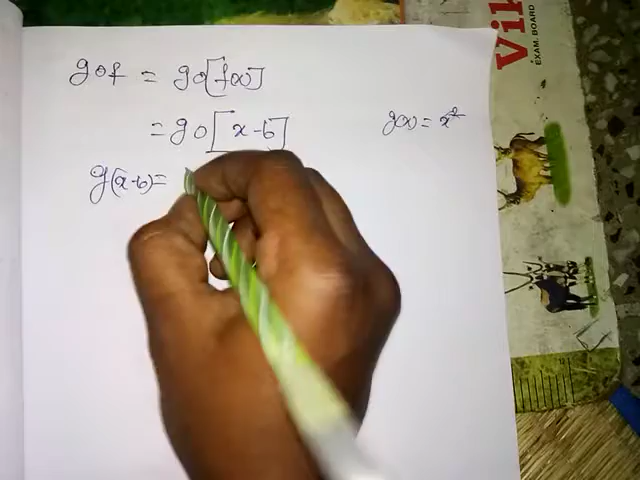 gof = go[f(x)]
= go[x-6] g(x) = x²
g(x-6) =
Vik
EXAM. BOARD